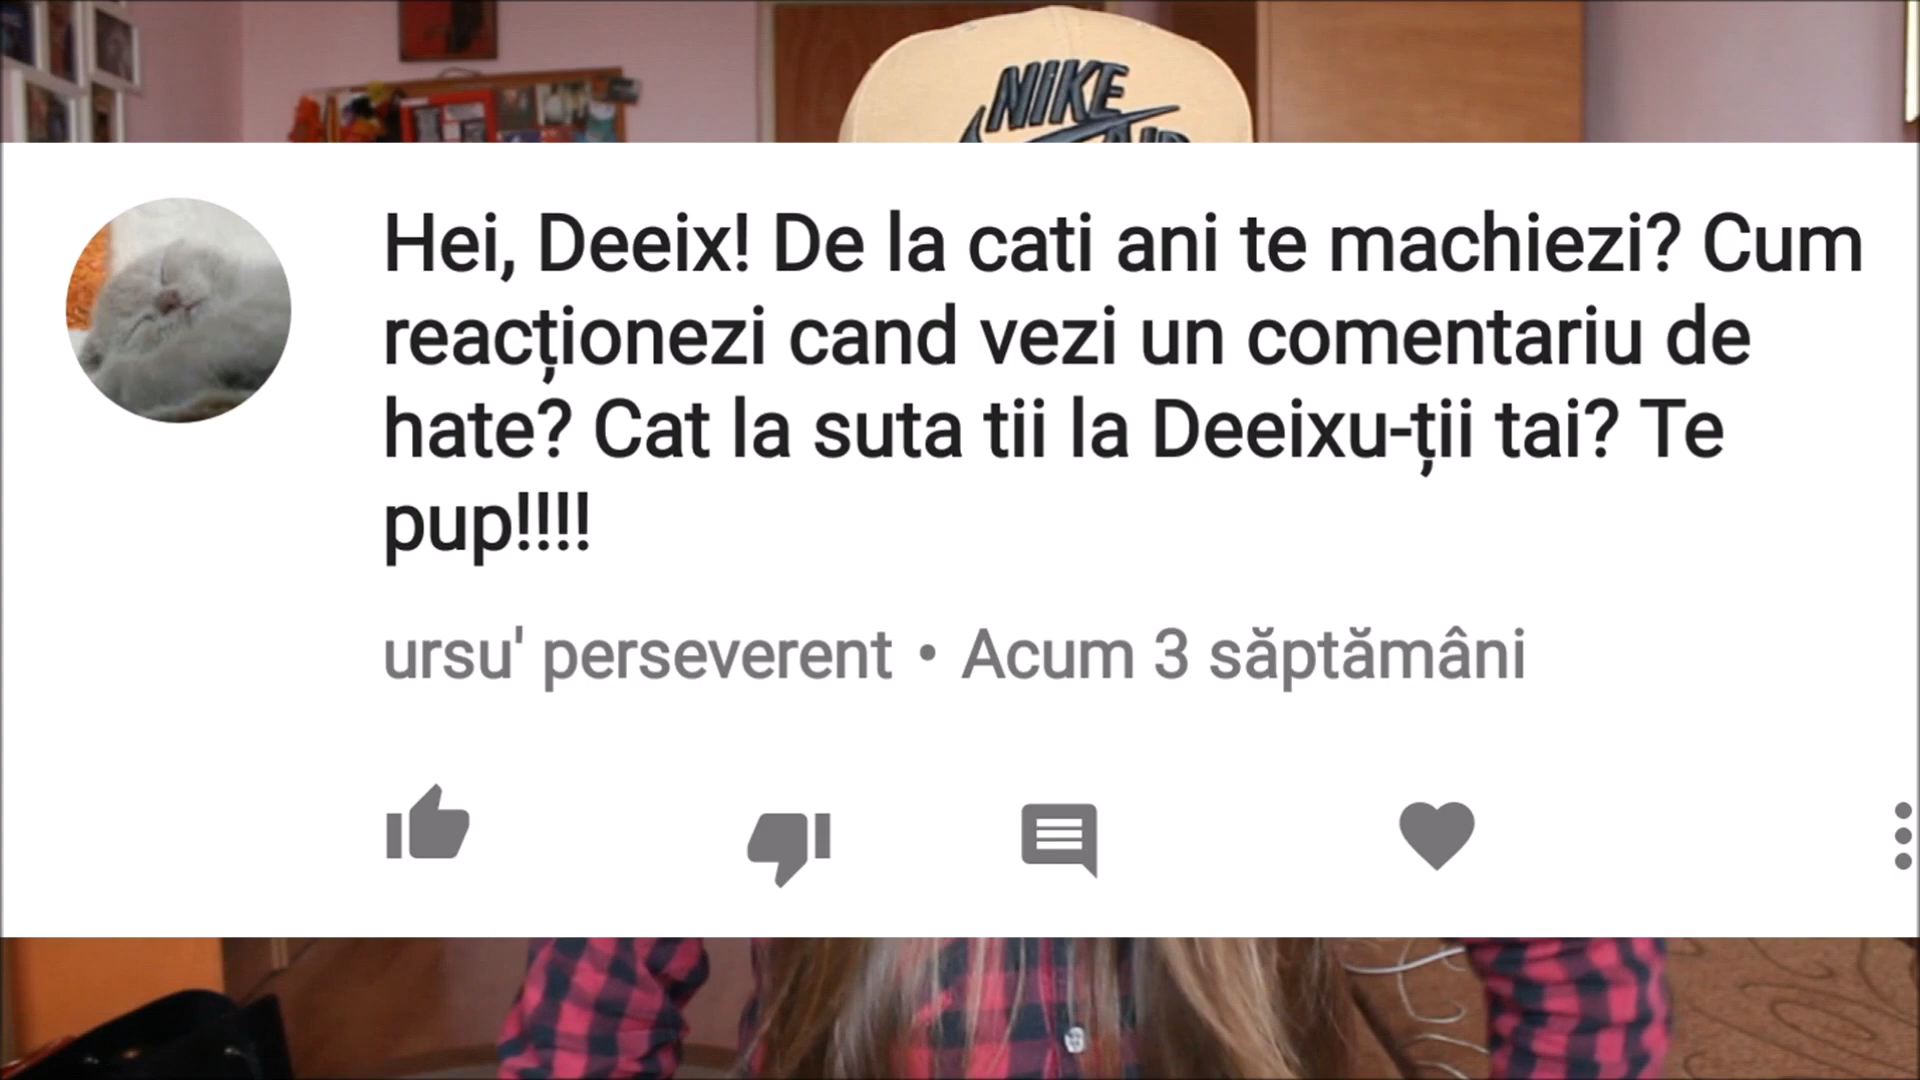 NIKE
Hei, Deeix! De la cati ani te machiezi? Cum
reacționezi cand vezi un comentariu de
hate? Cat la suta tii la Deeixu-ții tai? Te
pup!!!!
ursu' perseverent • Acum 3 săptămâni